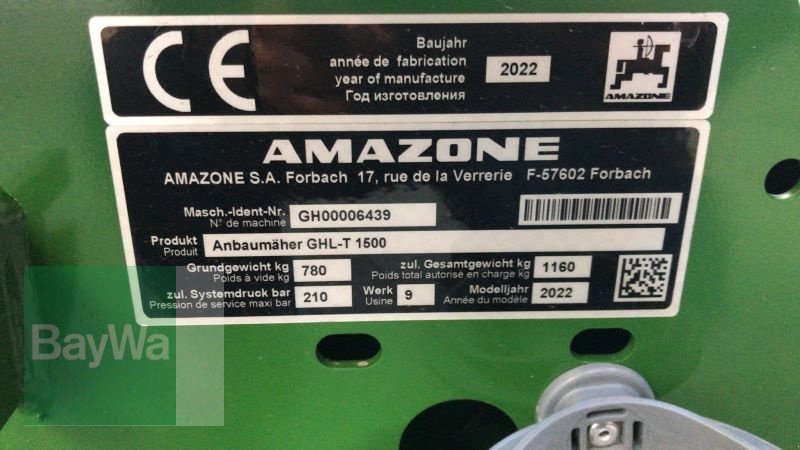 CE
Baujahr
année de fabrication
year of manufacture
Год изготовления
2022
AMAZONE
AMAZONE
AMAZONE S.A. Forbach 17, rue de la Verrerie F-57602 Forbach
Masch.-Ident-Nr. GH00006439
N° de machine
Produkt Anbaumäher GHL-T 1500
Produit
Grundgewicht kg 780 zul. Gesamtgewicht kg 1160
Poids à vide kg Poids total autorisé en charge kg
zul. Systemdruck bar 210 Werk 9 Modelljahr 2022
Pression de service maxi bar Usine Année du modèle
BayWa